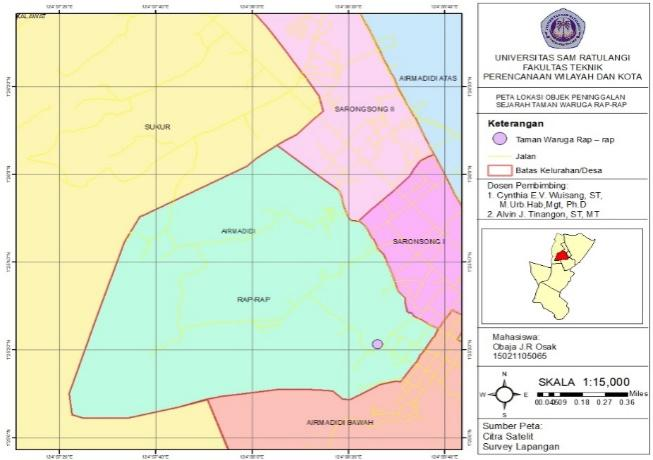 KALAWAT
SUKUR
AIRMADIDI ATAS
SARONGSONG II
SARONSONG I
AIRMADIDI
RAP-RAP
AIRMADIDI BAWAH
UNIVERSITAS SAM RATULANGI
FAKULTAS TEKNIK
PERENCANAAN WILAYAH DAN KOTA
PETA LOKASI OBJEK PENINGGALAN
SEJARAH TAMAN WARUGA RAP-RAP
Keterangan
Taman Waruga Rap – rap
Jalan
Batas Kelurahan/Desa
Dosen Pembimbing:
1. Cynthia E.V. Wuisang, ST,
M.Urb.Hab,Mgt, Ph.D
2. Alvin J. Tinangon, ST, MT
Mahasiswa:
Obaja J.R Osak
15021105065
N
W E
S
SKALA 1:15,000
Miles
0.18 0.27 0.36
Sumber Peta:
Citra Satelit
Survey Lapangan